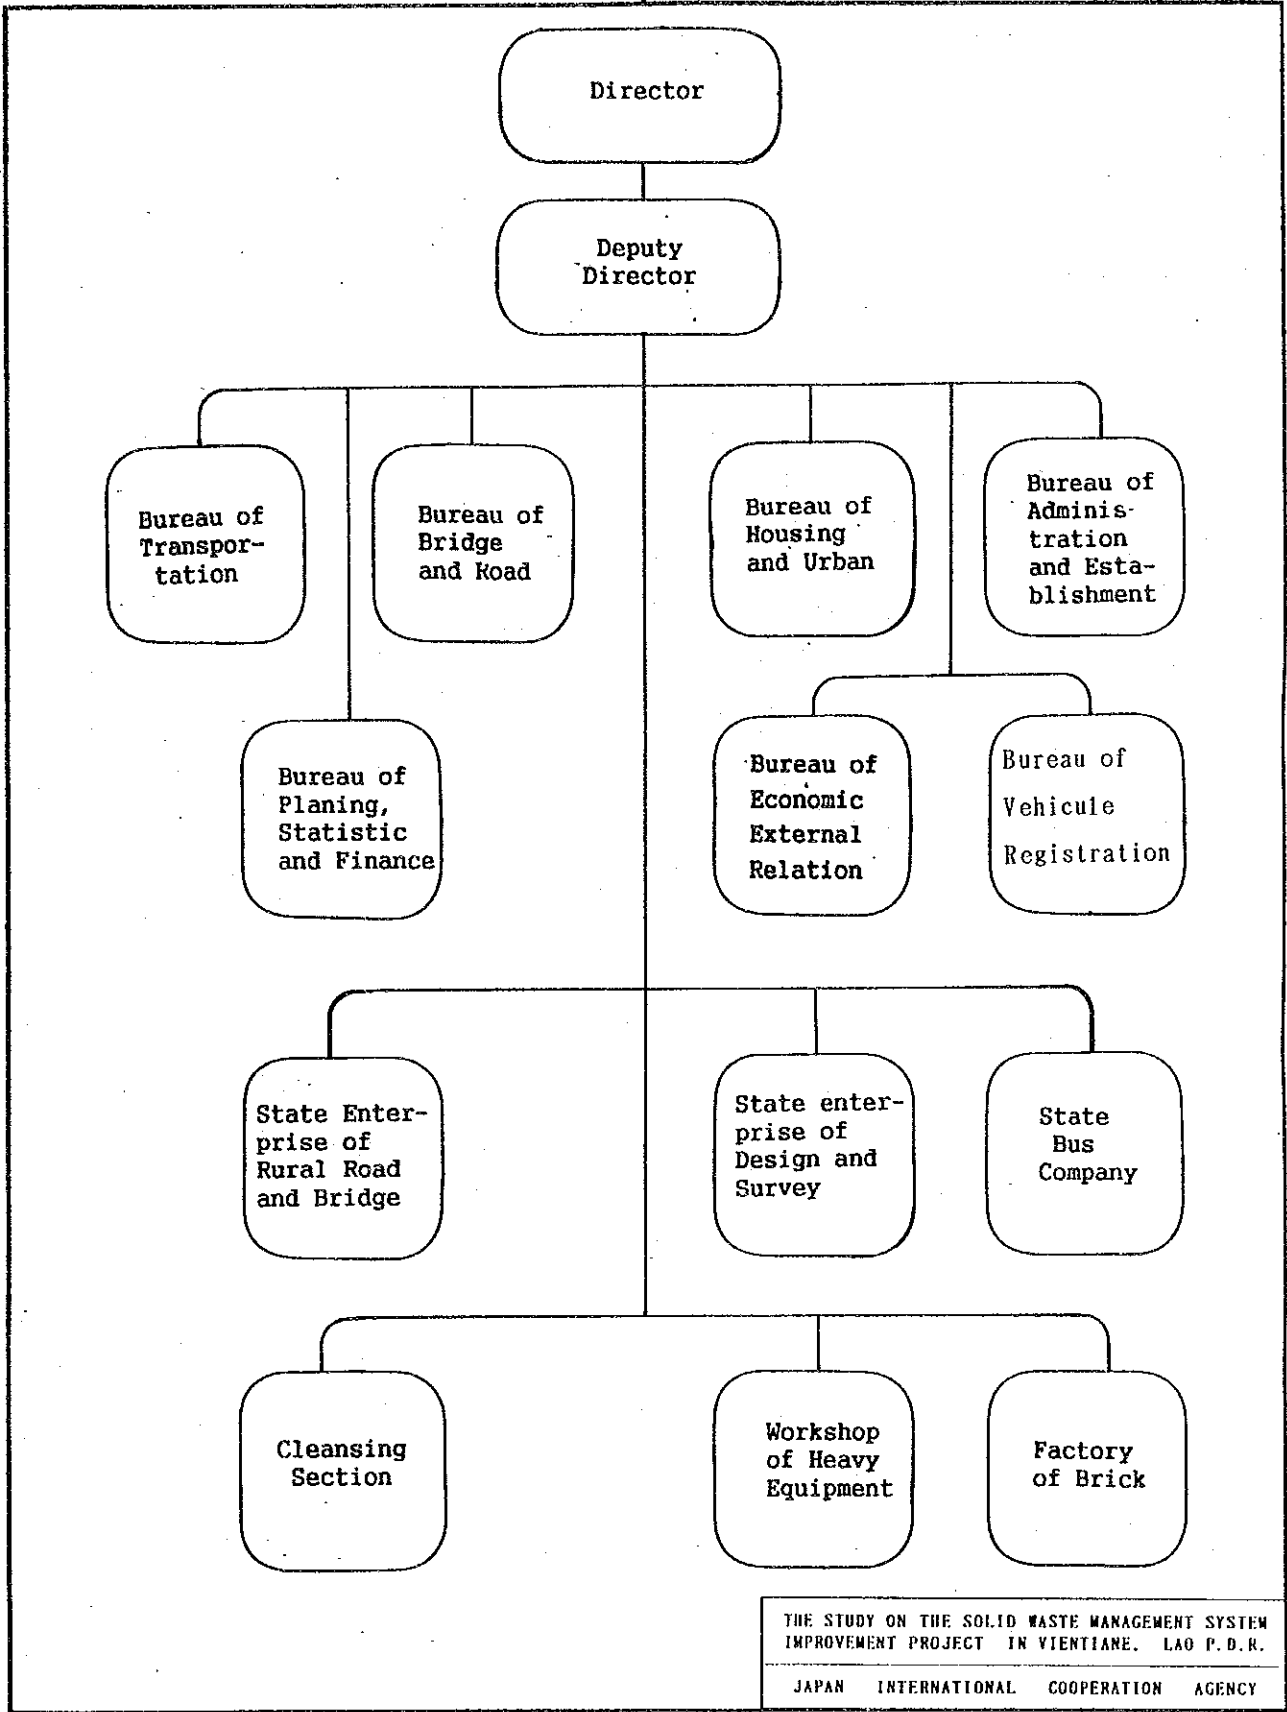 Director
Deputy
Director
Bureau of
Transpor-
tation
Bureau of
Bridge
and Road
Bureau of
Housing
and Urban
Bureau of
Adminis-
tration
and Esta-
blishment
Bureau of
Planing,
Statistic
and Finance
Bureau of
Economic
External
Relation
Bureau of
Vehicule
Registration
State Enter-
prise of
Rural Road
and Bridge
State enter-
prise of
Design and
Survey
State
Bus
Company
Cleansing
Section
Workshop
of Heavy
Equipment
Factory
of Brick
THE STUDY ON THE SOLID WASTE MANAGEMENT SYSTEM
IMPROVEMENT PROJECT IN VIENTIANE. LAO P.D.R.
JAPAN INTERNATIONAL COOPERATION AGENCY